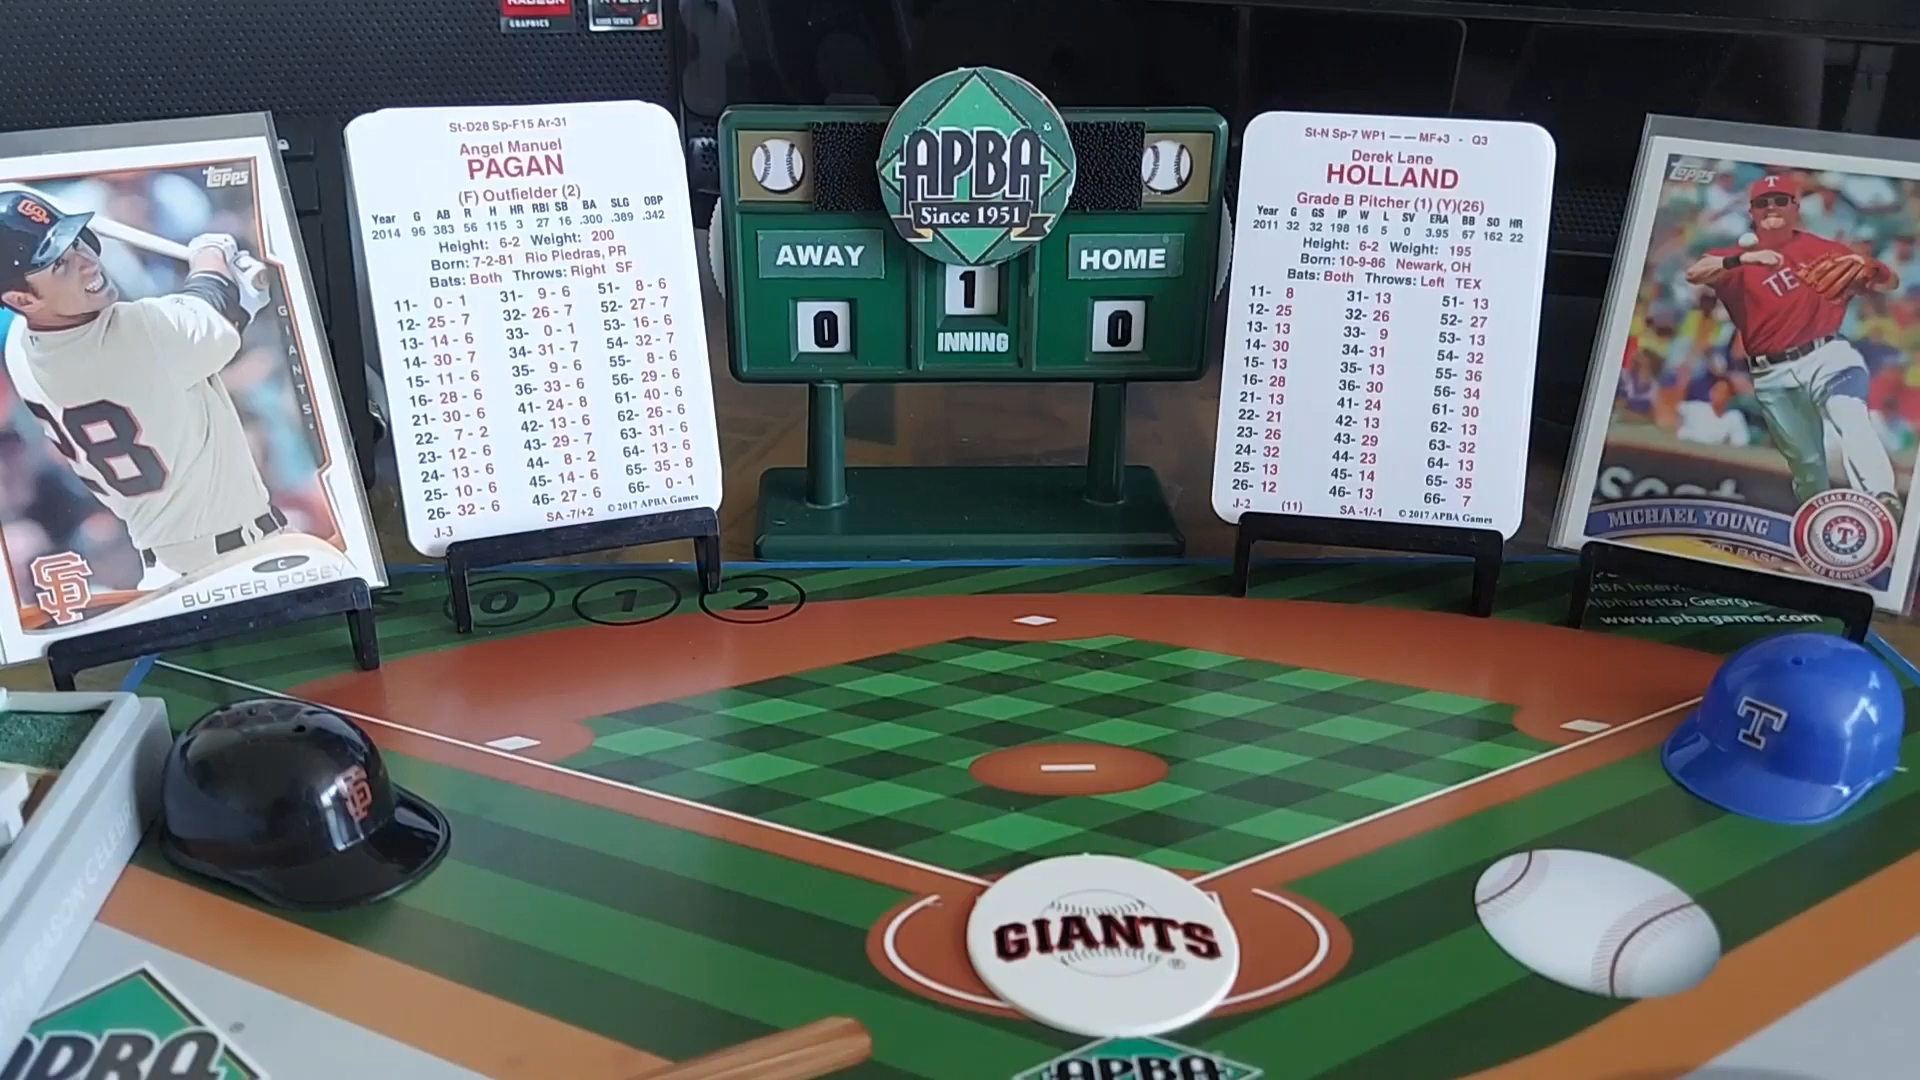 GRAPHICS
Topps
GIANTS
28
SF
C
BUSTER POSEY
St-D28 Sp-F15 Ar-31
Angel Manuel
PAGAN
(F) Outfielder (2)
Year G AB R H HR RBI SB BA SLG OBP
2014 96 383 56 115 3 27 16 .300 .389 .342
Height: 6-2 Weight: 200
Born: 7-2-81 Rio Piedras, PR
Bats: Both Throws: Right SF
11- 0 - 1 31- 9 - 6 51- 8 - 6
12- 25 - 7 32- 26 - 7 52- 27 - 7
13- 14 - 6 33- 0 - 1 53- 16 - 6
14- 30 - 7 34- 31 - 7 54- 32 - 7
15- 11 - 6 35- 9 - 6 55- 8 - 6
16- 28 - 6 36- 33 - 6 56- 29 - 6
21- 30 - 6 41- 24 - 8 61- 40 - 6
22- 7 - 2 42- 13 - 6 62- 26 - 6
23- 12 - 6 43- 29 - 7 63- 31 - 6
24- 13 - 6 44- 8 - 2 64- 13 - 6
25- 10 - 6 45- 14 - 6 65- 35 - 8
26- 32 - 6 46- 27 - 6 66- 0 - 1
J-3 SA -7/+2 © 2017 APBA Games
APBA
Since 1951
AWAY
HOME
0
1
0
INNING
St-N Sp-7 WP1 — — MF+3 - Q3
Derek Lane
HOLLAND
Grade B Pitcher (1) (Y)(26)
Year G GS IP W L SV ERA BB SO HR
2011 32 32 198 16 5 0 3.95 67 162 22
Height: 6-2 Weight: 195
Born: 10-9-86 Newark, OH
Bats: Both Throws: Left TEX
11- 8 31- 13 51- 13
12- 25 32- 26 52- 27
13- 13 33- 9 53- 13
14- 30 34- 31 54- 32
15- 13 35- 13 55- 36
16- 28 36- 30 56- 34
21- 13 41- 24 61- 30
22- 21 42- 13 62- 13
23- 26 43- 29 63- 32
24- 32 44- 23 64- 13
25- 13 45- 14 65- 35
26- 12 46- 13 66- 7
J-2 (11) SA -1/-1 © 2017 APBA Games
Topps
T
TE
MICHAEL YOUNG
TEXAS RANGERS
TEXAS RANGERS
0 1 2
Alpharetta, Georgia
www.apbagames.com
SF
T
GIANTS
®
APBA
®
APBA